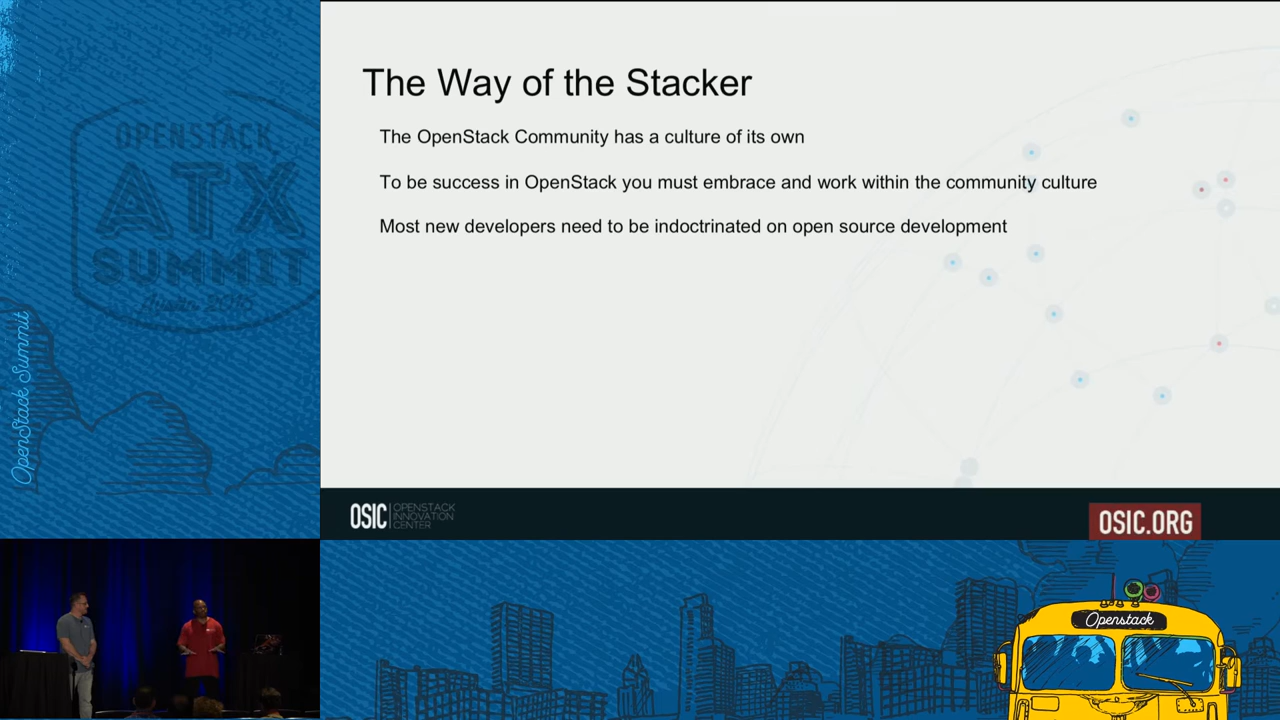 The Way of the Stacker
The OpenStack Community has a culture of its own
To be success in OpenStack you must embrace and work within the community culture
Most new developers need to be indoctrinated on open source development
OSIC
OPENSTACK
INNOVATION
CENTER
OSIC.ORG
OPENSTACK
ATX
SUMMIT
Austin 2016
OpenStack Summit
Openstack